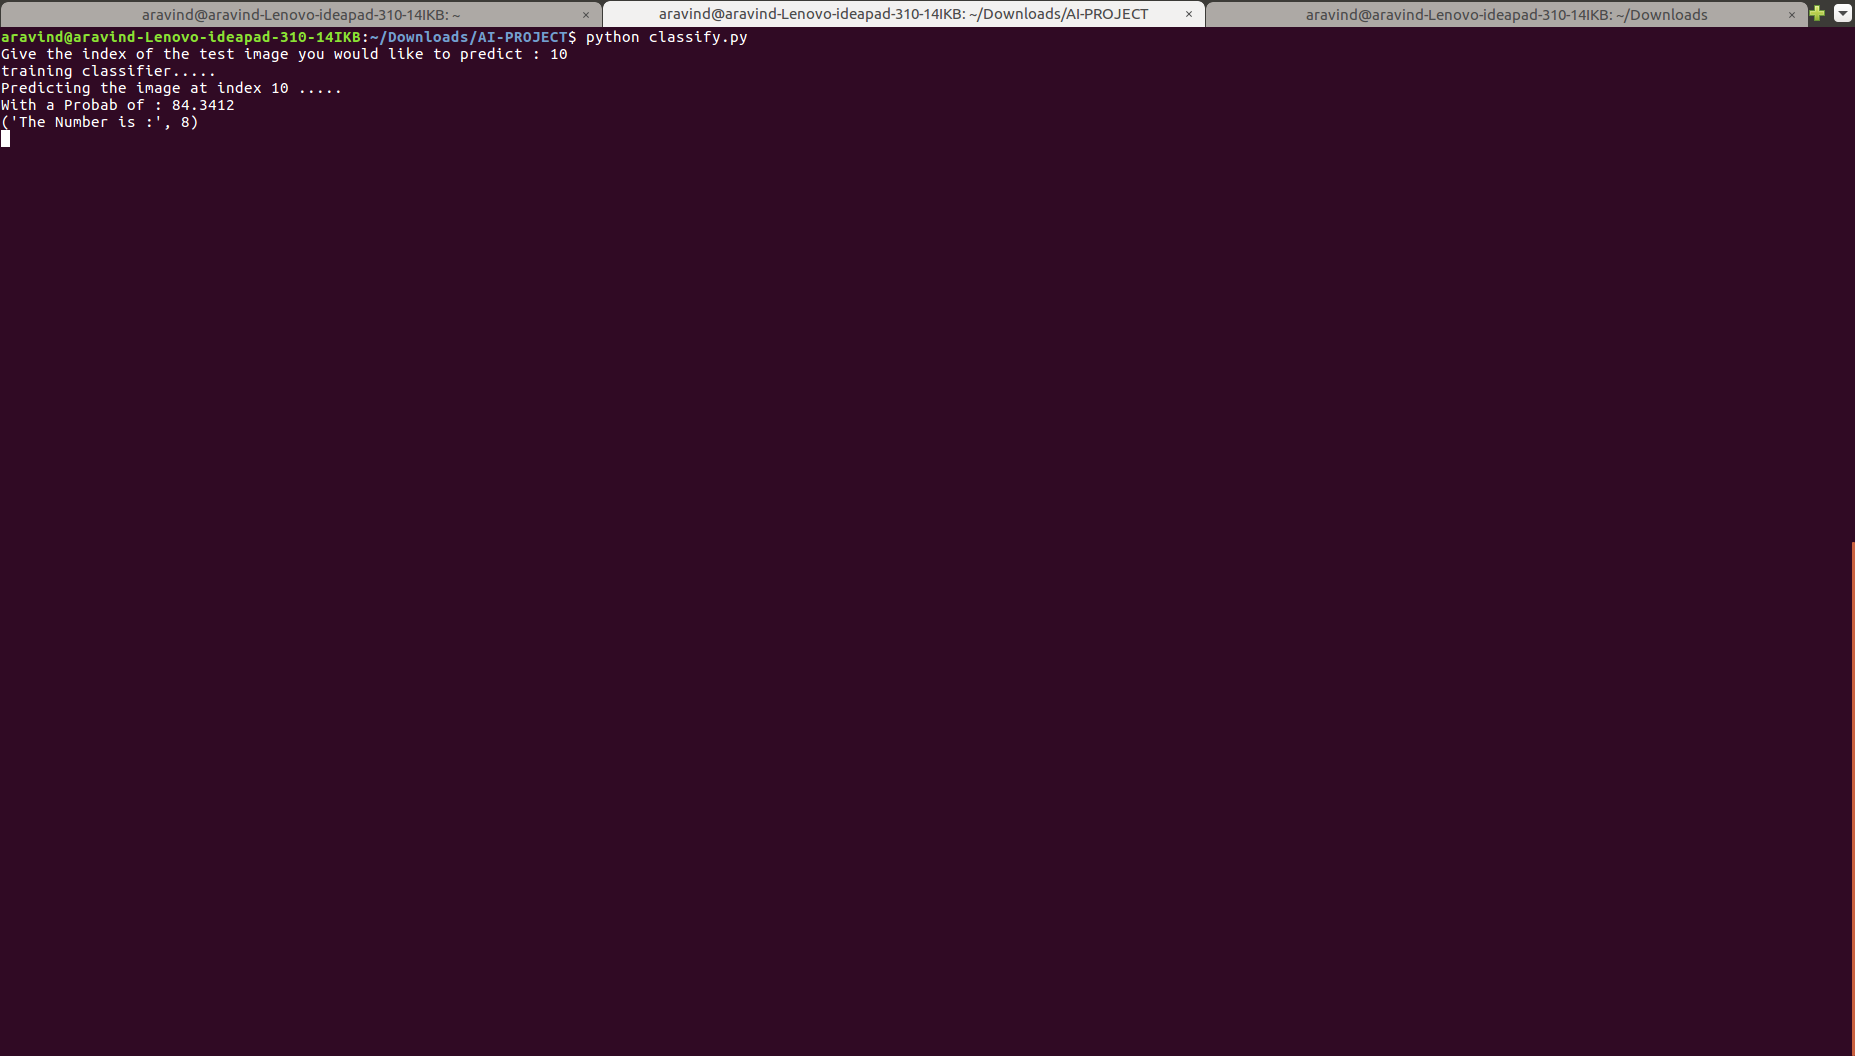 aravind@aravind-Lenovo-ideapad-310-14IKB: ~ × aravind@aravind-Lenovo-ideapad-310-14IKB: ~/Downloads/AI-PROJECT × aravind@aravind-Lenovo-ideapad-310-14IKB: ~/Downloads ×
aravind@aravind-Lenovo-ideapad-310-14IKB:~/Downloads/AI-PROJECT$ python classify.py
Give the index of the test image you would like to predict : 10
training classifier.....
Predicting the image at index 10 .....
With a Probab of : 84.3412
('The Number is :', 8)